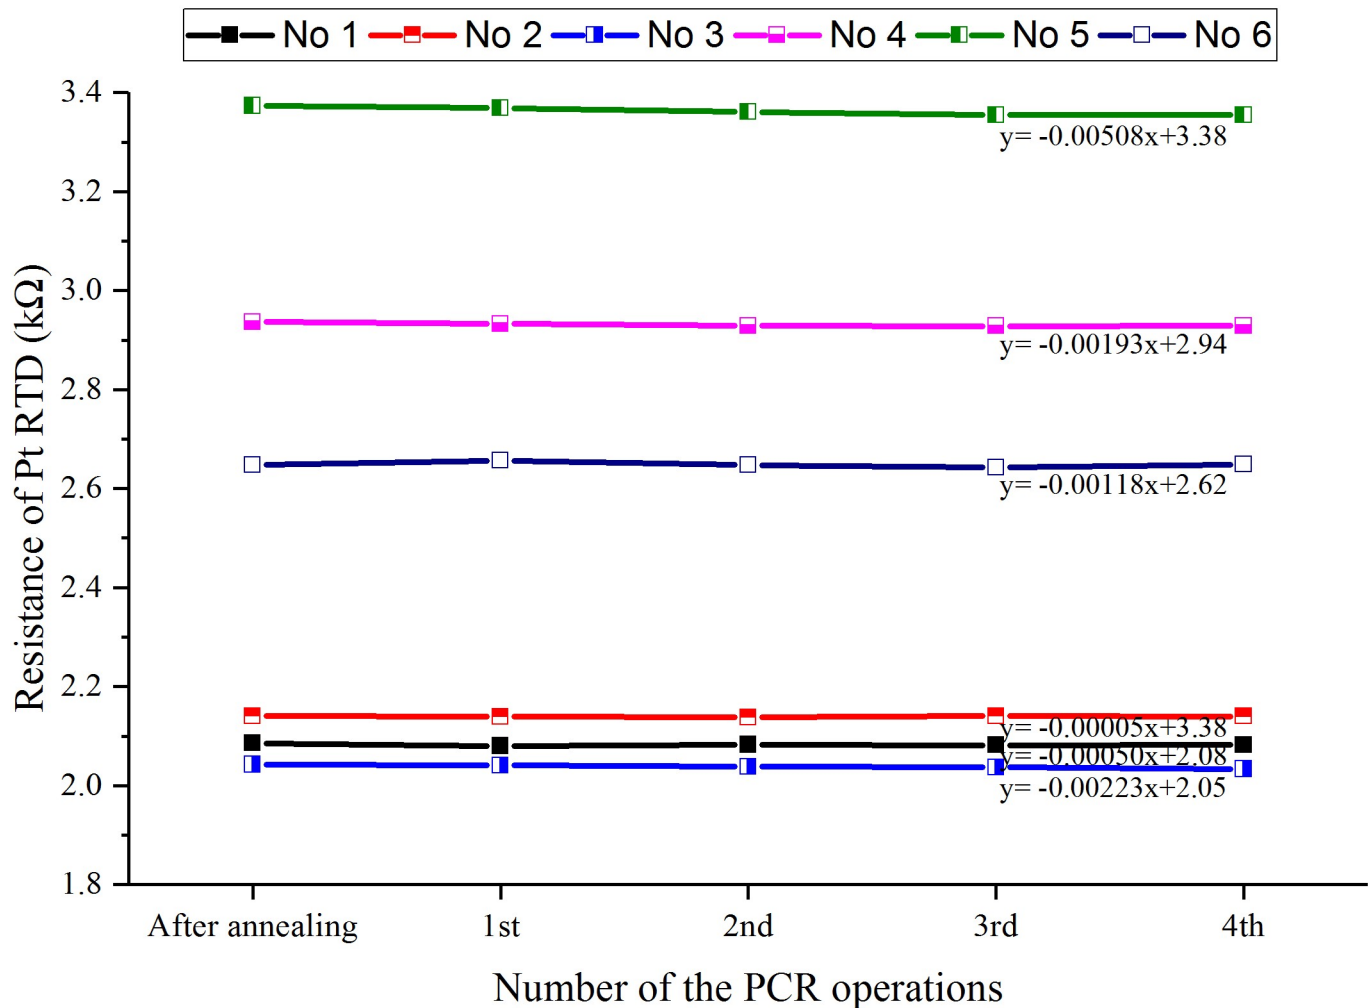 No 1 No 2 No 3 No 4 No 5 No 6
3.4
3.2
3.0
2.8
2.6
2.4
2.2
2.0
1.8
Resistance of Pt RTD (kΩ)
y= -0.00508x+3.38
y= -0.00193x+2.94
y= -0.00118x+2.62
y= -0.00005x+3.38
y= -0.00050x+2.08
y= -0.00223x+2.05
After annealing 1st 2nd 3rd 4th
Number of the PCR operations